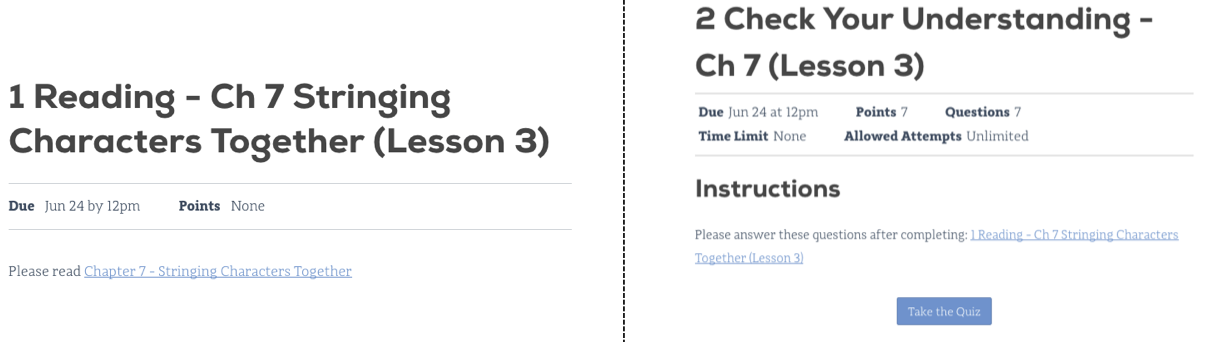 1 Reading - Ch 7 Stringing
Characters Together (Lesson 3)
Due Jun 24 by 12pm Points None
Please read Chapter 7 - Stringing Characters Together
2 Check Your Understanding -
Ch 7 (Lesson 3)
Due Jun 24 at 12pm Points 7 Questions 7
Time Limit None Allowed Attempts Unlimited
Instructions
Please answer these questions after completing: 1 Reading - Ch 7 Stringing Characters
Together (Lesson 3)
Take the Quiz